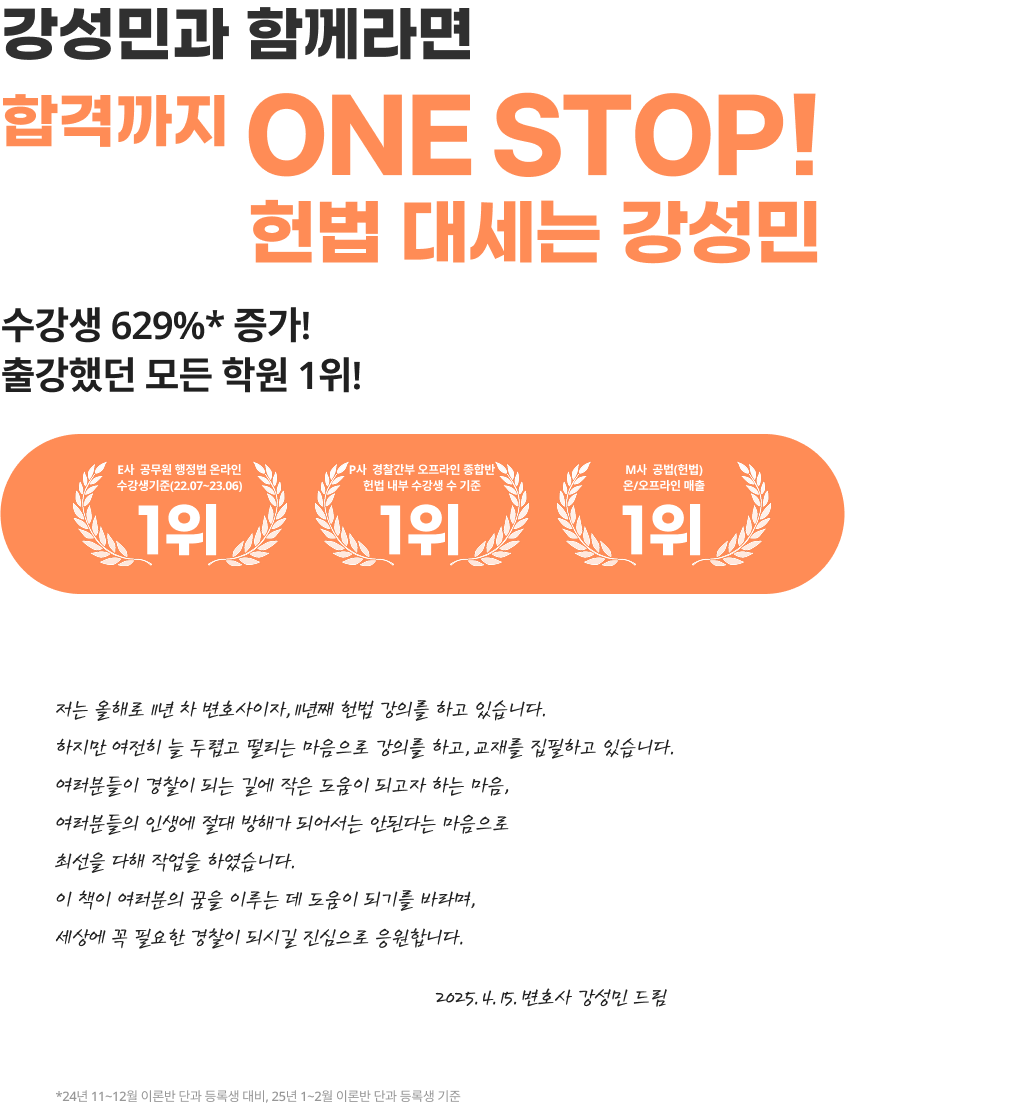 강성민과 함께라면
합격까지 ONE STOP!
헌법 대세는 강성민
수강생 629%* 증가!
출강했던 모든 학원 1위!
E사 공무원 행정법 온라인
수강생기준(22.07~23.06)
1위
P사 경찰간부 오프라인 종합반
헌법 내부 수강생 수 기준
1위
M사 공법(헌법)
온/오프라인 매출
1위
저는 올해로 11년 차 변호사이자, 11년째 헌법 강의를 하고 있습니다.
하지만 여전히 늘 두렵고 떨리는 마음으로 강의를 하고, 교재를 집필하고 있습니다.
여러분들이 경찰이 되는 길에 작은 도움이 되고자 하는 마음,
여러분들의 인생에 절대 방해가 되어서는 안된다는 마음으로
최선을 다해 작업을 하였습니다.
이 책이 여러분의 꿈을 이루는 데 도움이 되기를 바라며,
세상에 꼭 필요한 경찰이 되시길 진심으로 응원합니다.
2025. 4. 15. 변호사 강성민 드림
*24년 11~12월 이론반 단과 등록생 대비, 25년 1~2월 이론반 단과 등록생 기준